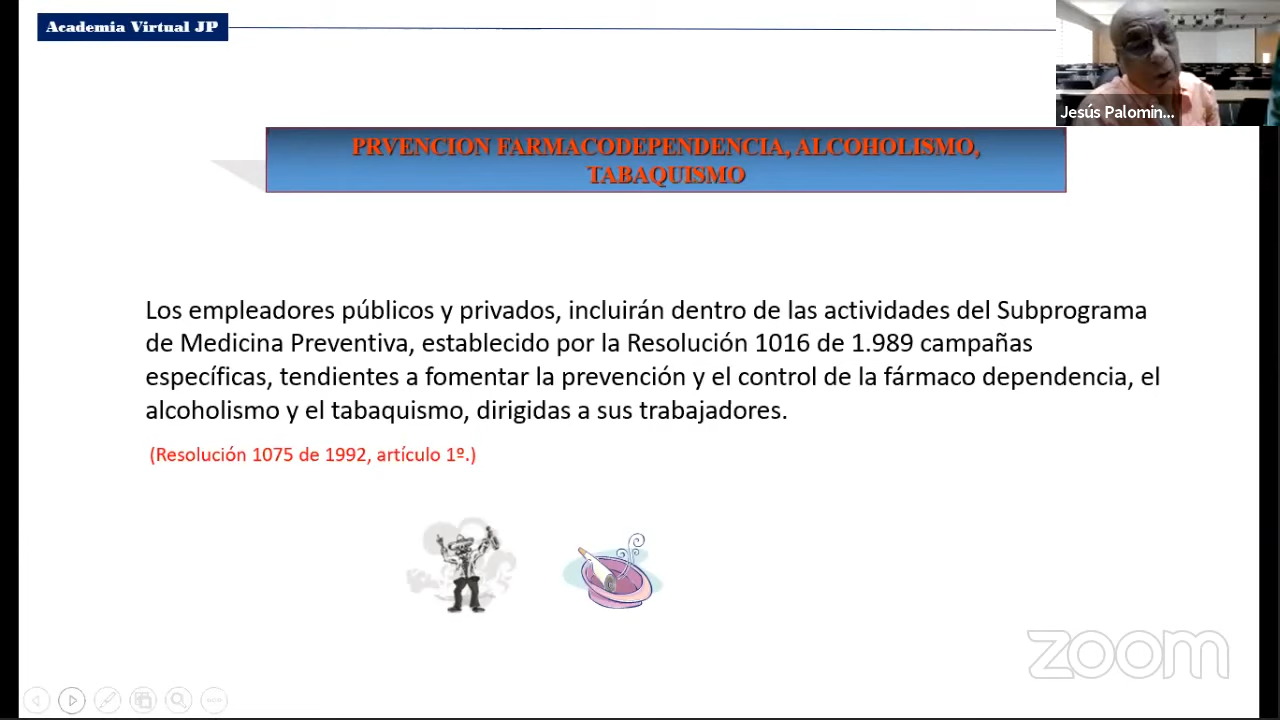 Academia Virtual JP
Jesús Palomin...
PRVENCION FARMACODEPENDENCIA, ALCOHOLISMO,
TABAQUISMO
Los empleadores públicos y privados, incluirán dentro de las actividades del Subprograma
de Medicina Preventiva, establecido por la Resolución 1016 de 1.989 campañas
específicas, tendientes a fomentar la prevención y el control de la fármaco dependencia, el
alcoholismo y el tabaquismo, dirigidas a sus trabajadores.
(Resolución 1075 de 1992, artículo 1º.)
zoom